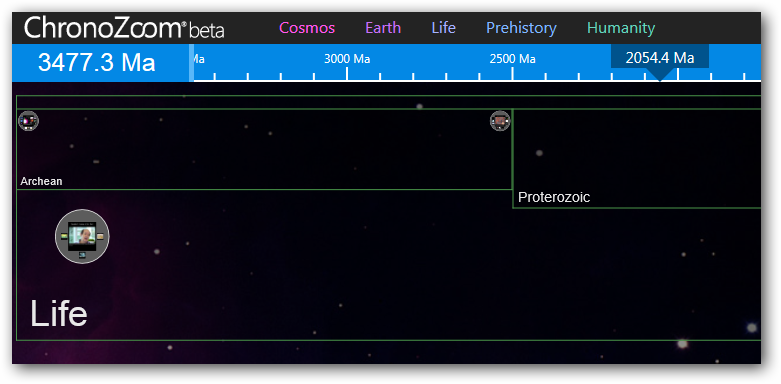 ChronoZoom® beta
Cosmos Earth Life Prehistory Humanity
3477.3 Ma
Ma 3000 Ma 2500 Ma 2054.4 Ma
Archean
Proterozoic
Life